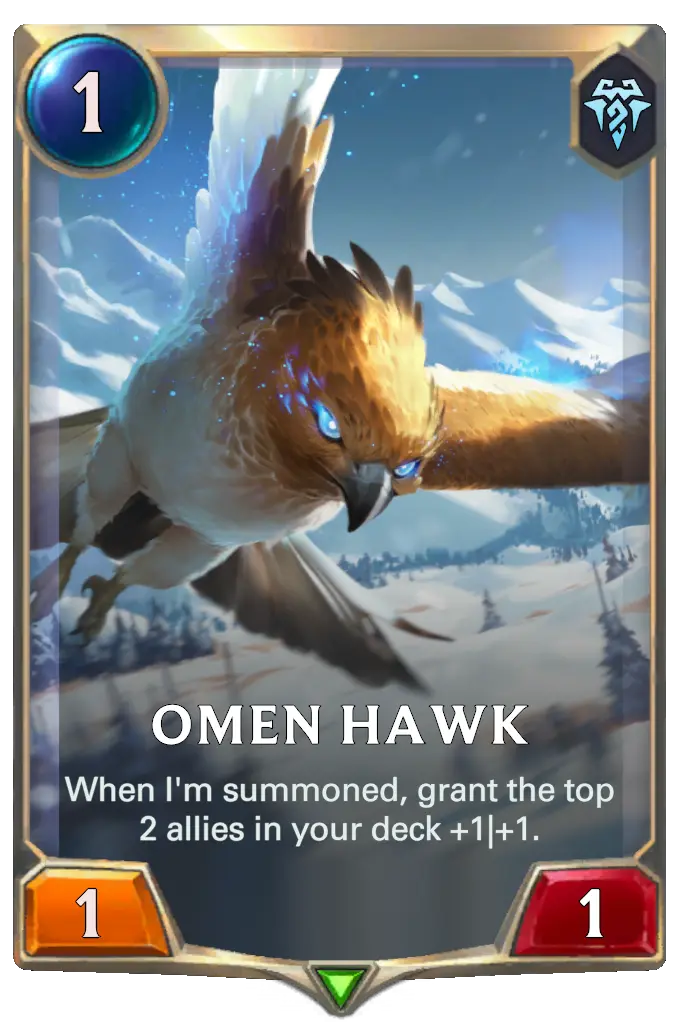 1
OMEN HAWK
When I'm summoned, grant the top
2 allies in your deck +1|+1.
1 1